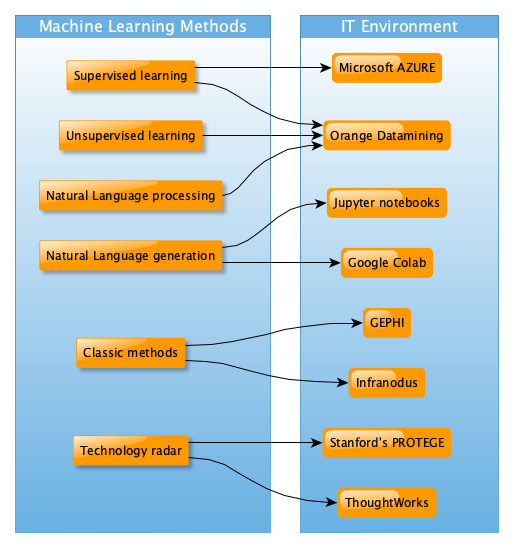 Machine Learning Methods
Supervised learning
Unsupervised learning
Natural Language processing
Natural Language generation
Classic methods
Technology radar
IT Environment
Microsoft AZURE
Orange Datamining
Jupyter notebooks
Google Colab
GEPHI
Infranodus
Stanford's PROTEGE
ThoughtWorks